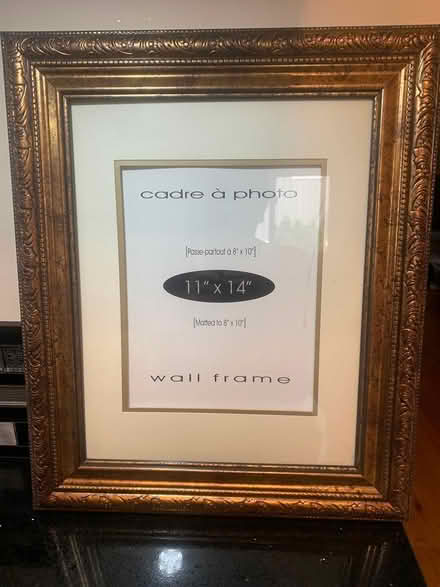 cadre à photo
[Passe-partout à 8" x 10"]
11" x 14"
[Matted to 8" x 10"]
wall frame